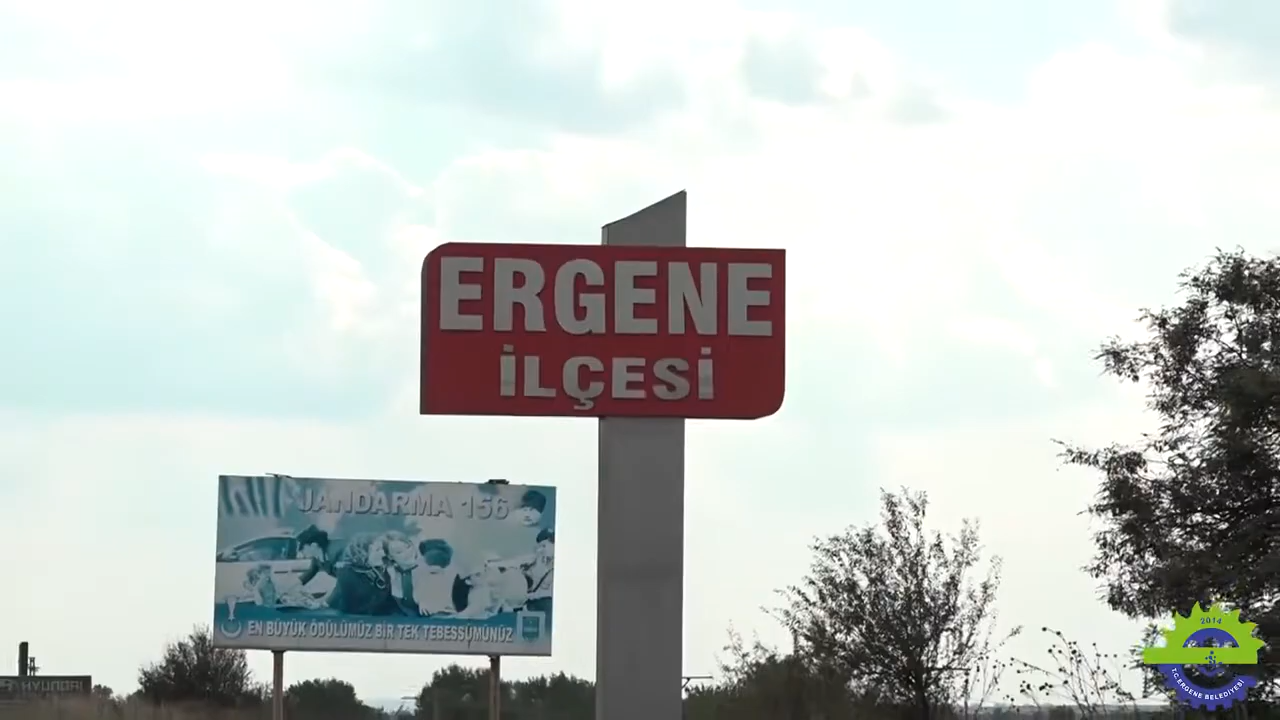 ERGENE
İLÇESİ
JANDARMA 156
EN BÜYÜK ÖDÜLÜMÜZ BİR TEK TEBESSÜMÜNÜZ
HYUNDAI
2014
T.C. ERGENE BELEDİYESİ